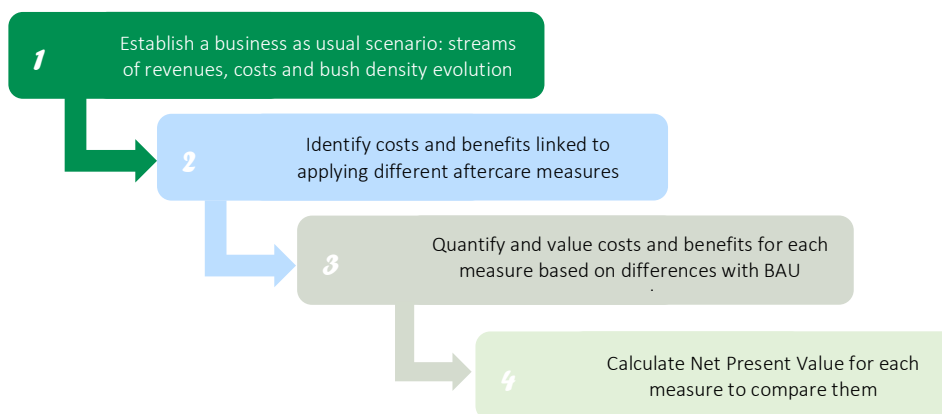 1
Establish a business as usual scenario: streams
of revenues, costs and bush density evolution
2
Identify costs and benefits linked to
applying different aftercare measures
3
Quantify and value costs and benefits for each
measure based on differences with BAU
4
Calculate Net Present Value for each
measure to compare them